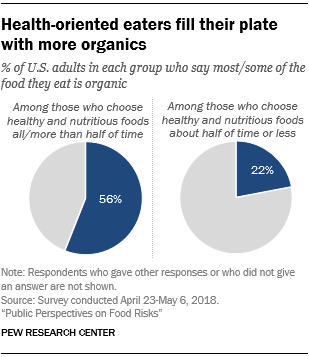 Health-oriented eaters fill their plate
with more organics
% of U.S. adults in each group who say most/some of the
food they eat is organic
Among those who choose
healthy and nutritious foods
all/more than half of time
Among those who choose
healthy and nutritious foods
about half of time or less
56%
22%
Note: Respondents who gave other responses or who did not give
an answer are not shown.
Source: Survey conducted April 23-May 6, 2018.
“Public Perspectives on Food Risks”
PEW RESEARCH CENTER